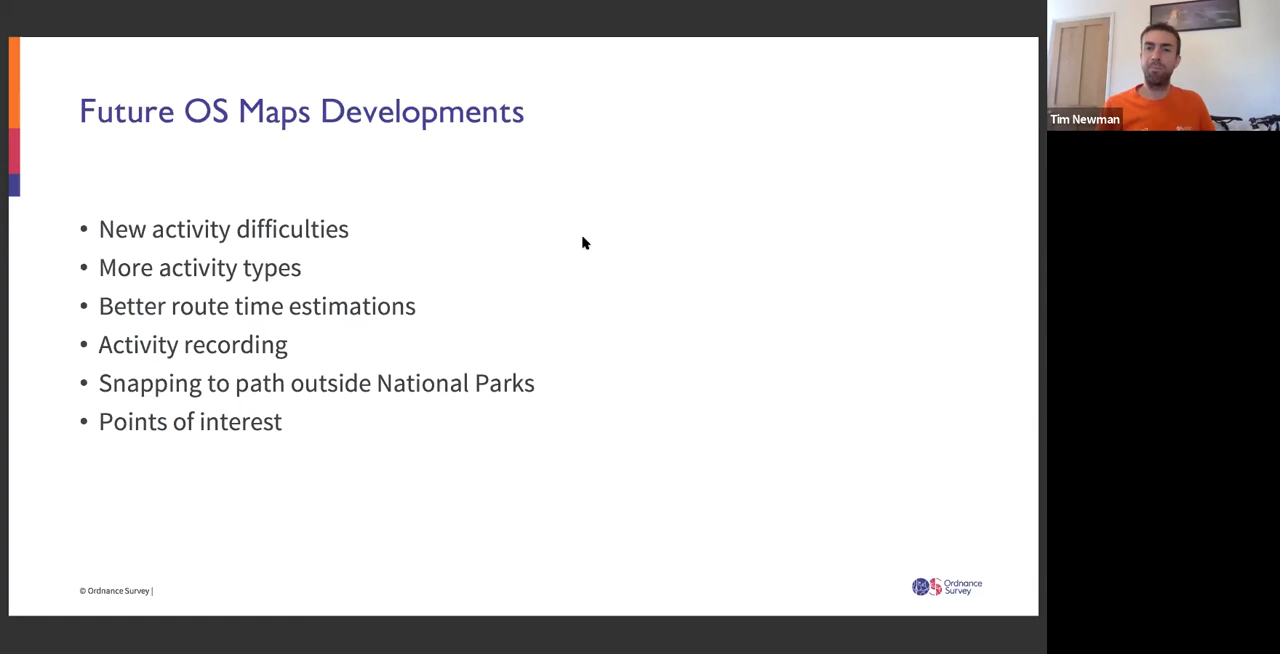 Future OS Maps Developments
• New activity difficulties
• More activity types
• Better route time estimations
• Activity recording
• Snapping to path outside National Parks
• Points of interest
© Ordnance Survey |
Ordnance
Survey
Tim Newman